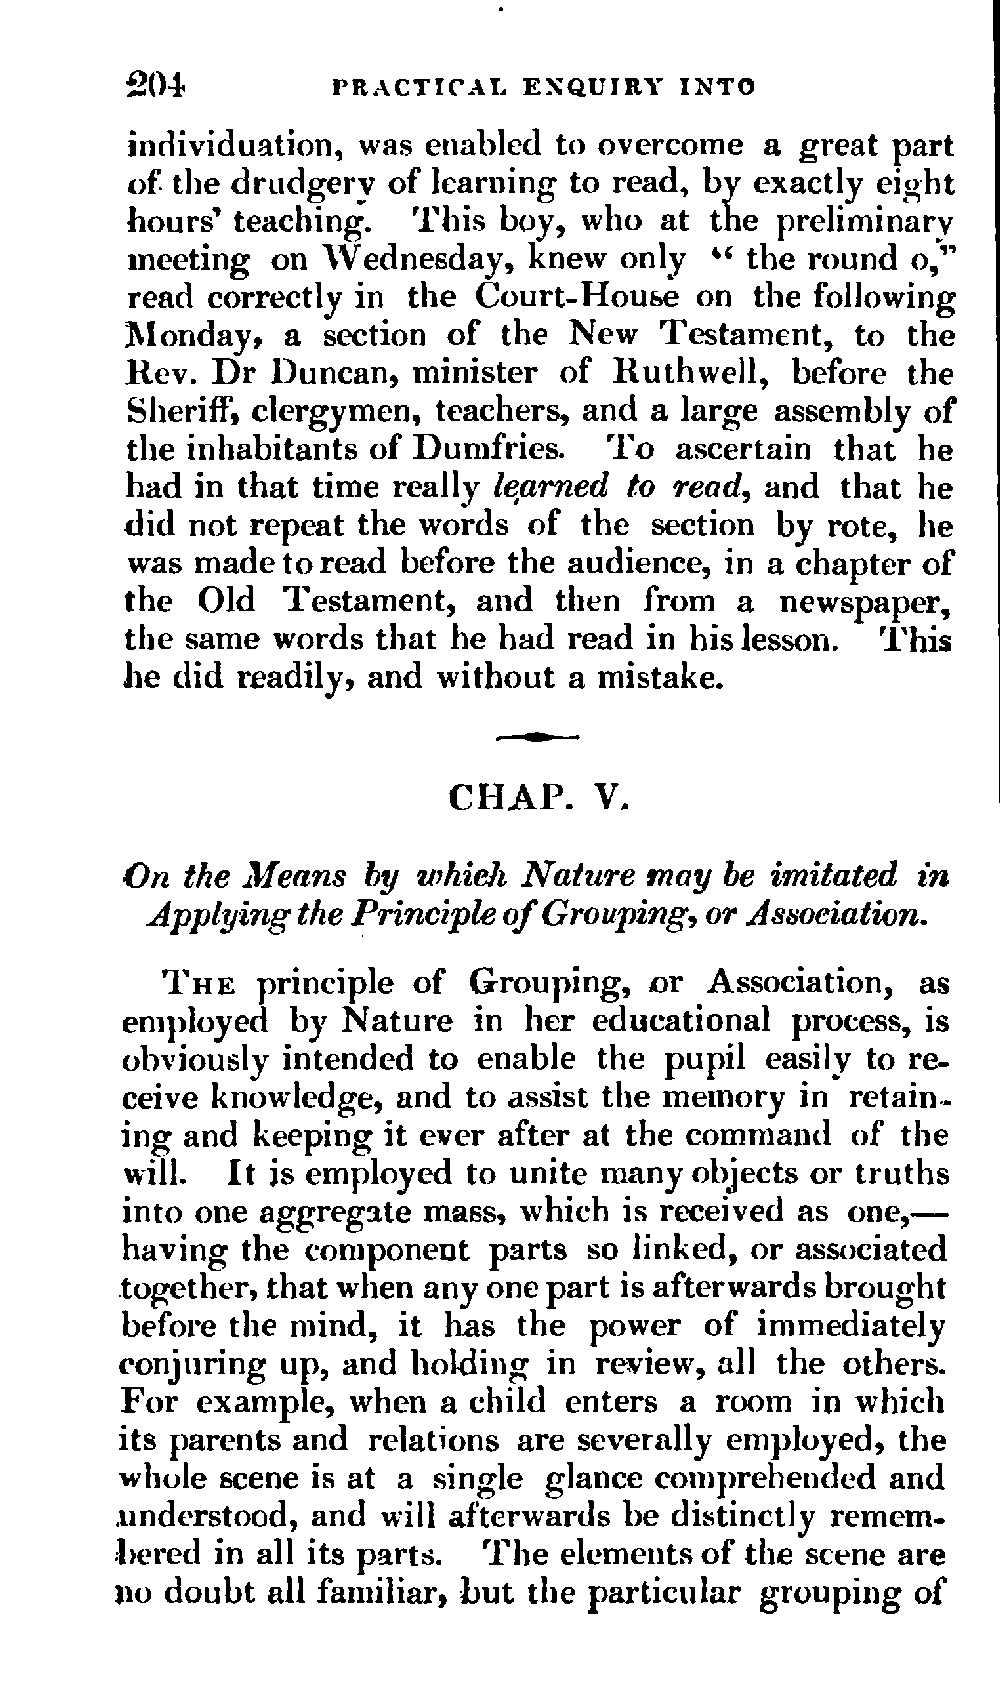 204 PRACTICAL ENQUIRY INTO
individuation, was enabled to overcome a great part
of the drudgery of learning to read, by exactly eight
hours' teaching. This boy, who at the preliminary
meeting on Wednesday, knew only “ the round o,”
read correctly in the Court-House on the following
Monday, a section of the New Testament, to the
Rev. Dr Duncan, minister of Ruthwell, before the
Sheriff, clergymen, teachers, and a large assembly of
the inhabitants of Dumfries. To ascertain that he
had in that time really learned to read, and that he
did not repeat the words of the section by rote, he
was made to read before the audience, in a chapter of
the Old Testament, and then from a newspaper,
the same words that he had read in his lesson. This
he did readily, and without a mistake.
CHAP. V.
On the Means by which Nature may be imitated in
Applying the Principle of Grouping, or Association.
THE principle of Grouping, or Association, as
employed by Nature in her educational process, is
obviously intended to enable the pupil easily to re-
ceive knowledge, and to assist the memory in retain-
ing and keeping it ever after at the command of the
will. It is employed to unite many objects or truths
into one aggregate mass, which is received as one,—
having the component parts so linked, or associated
together, that when any one part is afterwards brought
before the mind, it has the power of immediately
conjuring up, and holding in review, all the others.
For example, when a child enters a room in which
its parents and relations are severally employed, the
whole scene is at a single glance comprehended and
understood, and will afterwards be distinctly remem-
bered in all its parts. The elements of the scene are
no doubt all familiar, but the particular grouping of